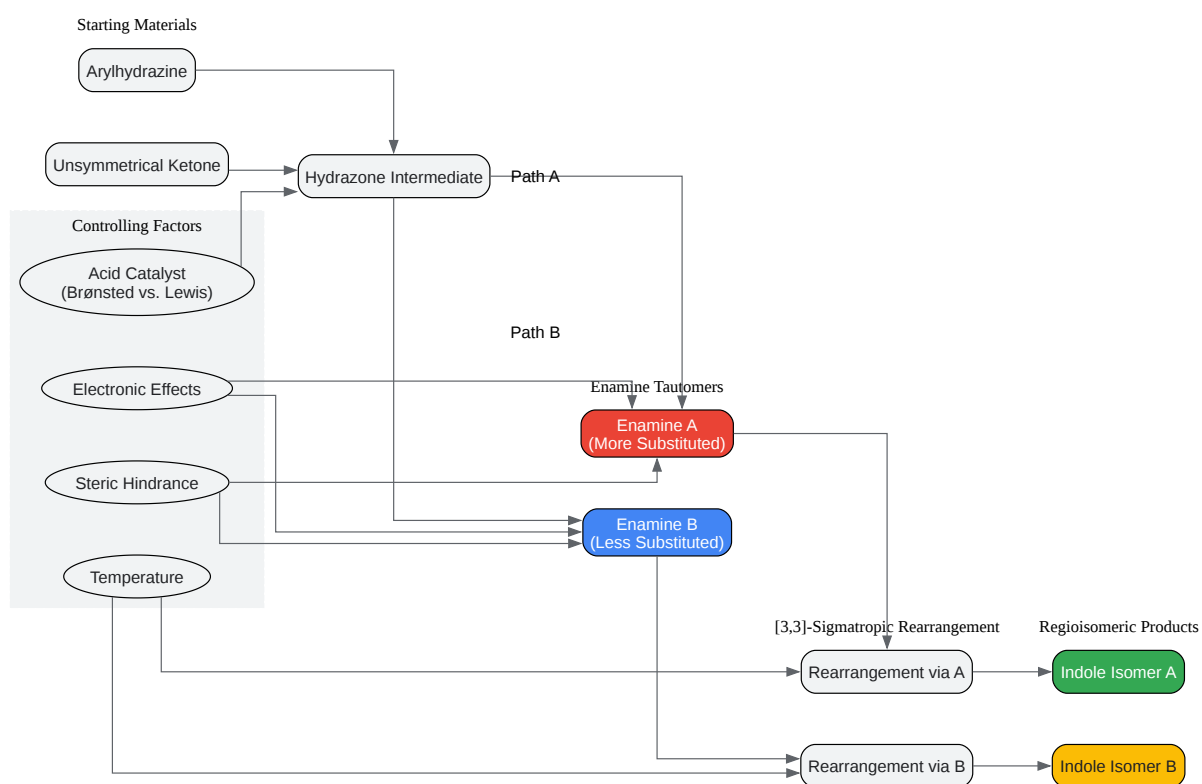 Starting Materials
Arylhydrazine
Unsymmetrical Ketone
Hydrazone Intermediate
Path A
Controlling Factors
Acid Catalyst
(Brønsted vs. Lewis)
Path B
Electronic Effects
Enamine Tautomers
Enamine A
(More Substituted)
Steric Hindrance
Enamine B
(Less Substituted)
Temperature
[3,3]-Sigmatropic Rearrangement
Regioisomeric Products
Rearrangement via A
Indole Isomer A
Rearrangement via B
Indole Isomer B